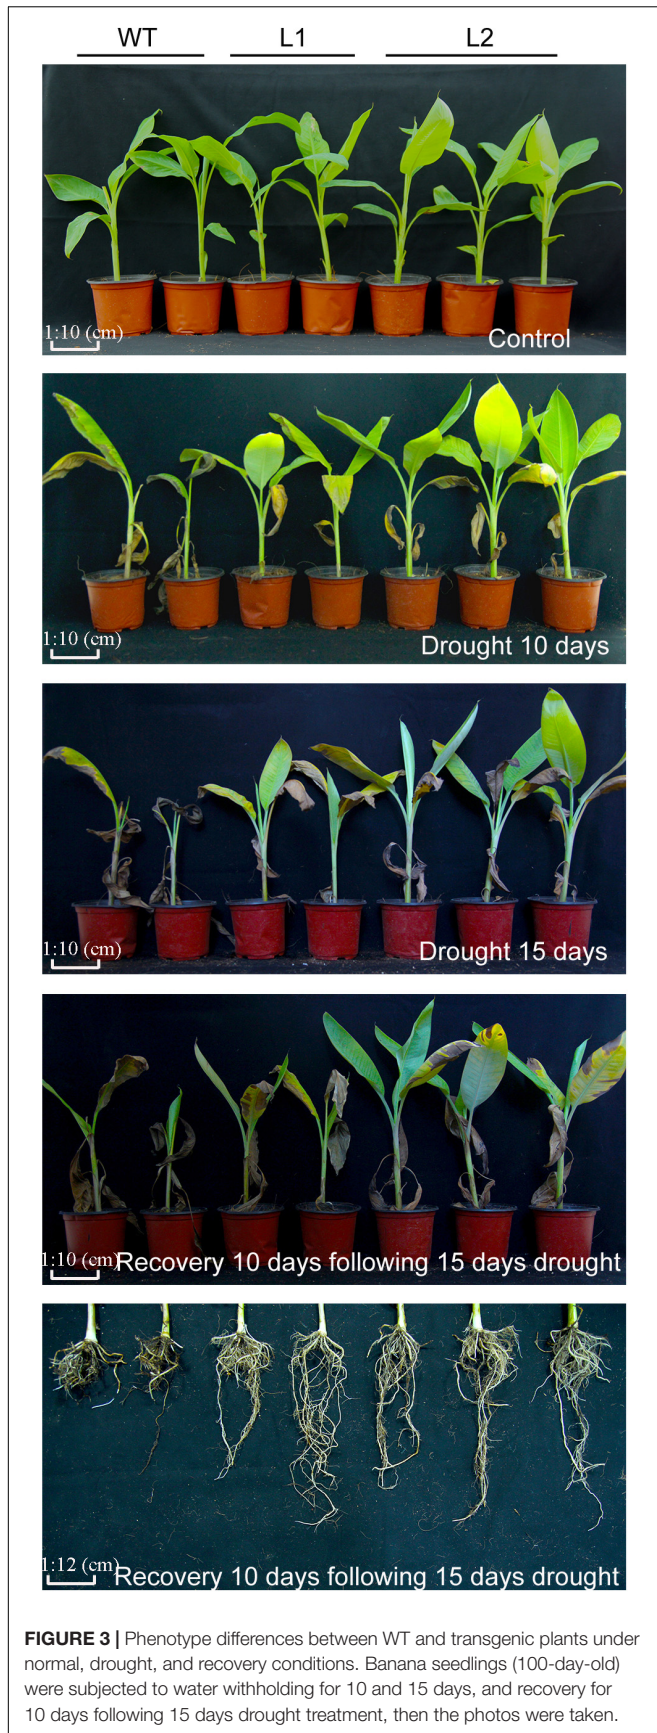 WT L1 L2
1:10 (cm)
Control
1:10 (cm)
Drought 10 days
1:10 (cm)
Drought 15 days
1:10 (cm)
Recovery 10 days following 15 days drought
1:12 (cm)
Recovery 10 days following 15 days drought
FIGURE 3 | Phenotype differences between WT and transgenic plants under
normal, drought, and recovery conditions. Banana seedlings (100-day-old)
were subjected to water withholding for 10 and 15 days, and recovery for
10 days following 15 days drought treatment, then the photos were taken.